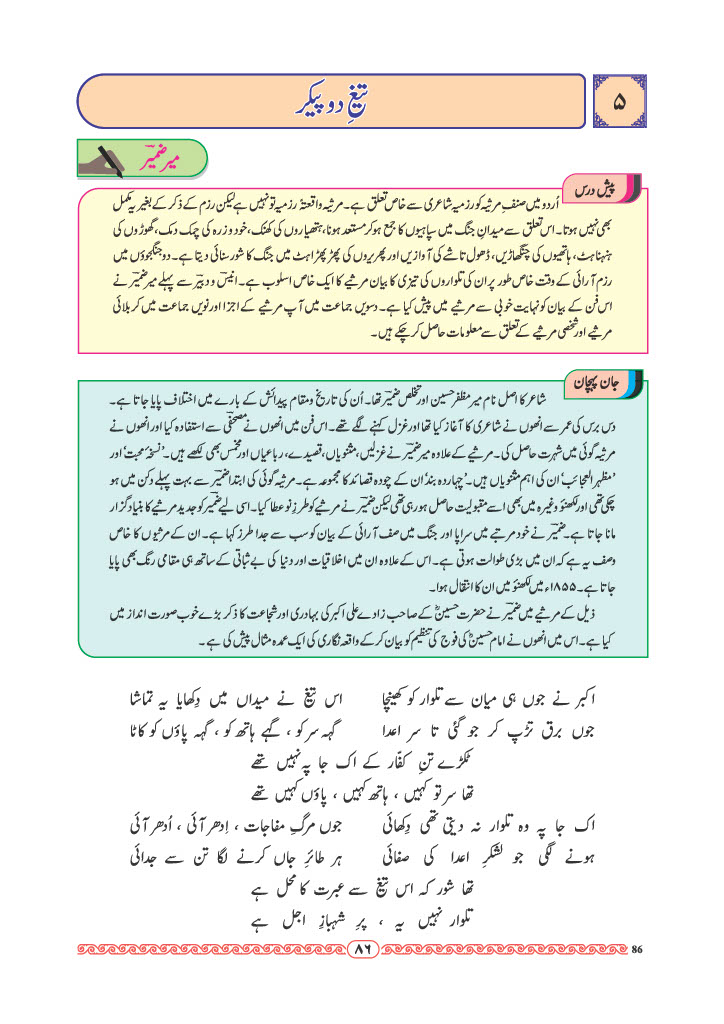 ۵
تیغِ دو پیکر
میر ضمیرؔ
پیش درس
اُردو میں صنفِ مرثیہ کو رزمیہ شاعری سے خاص تعلق ہے۔ مرثیہ واقعتۂ رزمیہ تو نہیں ہے لیکن رزم کے ذکر کے بغیر یہ مکمل
بھی نہیں ہوتا۔ اس تعلق سے میدانِ جنگ میں سپاہیوں کا جمع ہو کر مستعد ہونا، ہتھیاروں کی کھنک، خود و زرہ کی چمک دمک، گھوڑوں کی
ہنہناہٹ، ہاتھیوں کی چنگھاڑیں، ڈھول تاشے کی آوازیں اور پھریروں کی پھڑپھڑاہٹ میں جنگ کا شور سنائی دیتا ہے۔ دو جنگجوؤں میں
رزم آرائی کے وقت خاص طور پر ان کی تلواروں کی تیزی کا بیان مرثیے کا ایک خاص اسلوب ہے۔ انیسؔ و دبیرؔ سے پہلے میر ضمیرؔ نے
اس فن کے بیان کو نہایت خوبی سے مرثیے میں پیش کیا ہے۔ دسویں جماعت میں آپ مرثیے کے اجزا اور نویں جماعت میں کربلائی
مرثیے اور شخصی مرثیے کے تعلق سے معلومات حاصل کر چکے ہیں۔
جان پہچان
شاعر کا اصل نام میر مظفر حسین اور تخلص ضمیرؔ تھا۔ اُن کی تاریخ و مقامِ پیدائش کے بارے میں اختلاف پایا جاتا ہے۔
دس برس کی عمر سے انھوں نے شاعری کا آغاز کیا تھا اور غزل کہنے لگے تھے۔ اس فن میں انھوں نے مصحفیؔ سے استفادہ کیا اور انھوں نے
مرثیہ گوئی میں شہرت حاصل کی۔ مرثیے کے علاوہ میر ضمیرؔ نے غزلیں، مثنویاں، قصیدے، رباعیاں اور مخمس بھی لکھے ہیں۔ 'نسخۂ محبت' اور
'مظہر العجائب' ان کی اہم مثنویاں ہیں۔ 'چہاردہ بند' ان کے چودہ قصائد کا مجموعہ ہے۔ مرثیہ گوئی کی ابتدا ضمیرؔ سے بہت پہلے دکن میں ہو
چکی تھی اور لکھنؤ وغیرہ میں بھی اسے مقبولیت حاصل ہو رہی تھی لیکن ضمیرؔ نے مرثیے کو طرزِ نو عطا کیا۔ اسی لیے ضمیرؔ کو جدید مرثیے کا بنیاد گزار
مانا جاتا ہے۔ ضمیرؔ نے خود مرثیے میں سراپا اور جنگ میں صف آرائی کے بیان کو سب سے جدا طرز کہا ہے۔ ان کے مرثیوں کا خاص
وصف یہ ہے کہ ان میں بڑی طوالت ہوتی ہے۔ اس کے علاوہ ان میں اخلاقیات اور دنیا کی بے ثباتی کے ساتھ ہی مقامی رنگ بھی پایا
جاتا ہے۔ ۱۸۵۵ء میں لکھنؤ میں ان کا انتقال ہوا۔
ذیل کے مرثیے میں ضمیرؔ نے حضرت حسینؓ کے صاحب زادے علی اکبر کی بہادری اور شجاعت کا ذکر بڑے خوب صورت انداز میں
کیا ہے۔ اس میں انھوں نے امام حسینؓ کی فوج کی تنظیم کو بیان کر کے واقعہ نگاری کی ایک عمدہ مثال پیش کی ہے۔
اکبر نے جوں ہی میان سے تلوار کو کھینچا اس تیغ نے میداں میں دِکھایا یہ تماشا
جوں برق تڑپ کر جو گئی تا سرِ اعدا گہہ سر کو ، گہے ہاتھ کو ، گہہ پاؤں کو کاٹا
ٹکڑے تنِ کفّار کے اک جا پہ نہیں تھے
تھا سر تو کہیں ، ہاتھ کہیں ، پاؤں کہیں تھے
اک جا پہ وہ تلوار نہ دیتی تھی دِکھائی جوں مرگِ مفاجات ، اِدھر آئی ، اُدھر آئی
ہونے لگی جو لشکرِ اعدا کی صفائی ہر طائرِ جاں کرنے لگا تن سے جدائی
تھا شور کہ اس تیغ سے عبرت کا محل ہے
تلوار نہیں یہ ، پرِ شہبازِ اجل ہے
۸۶
86